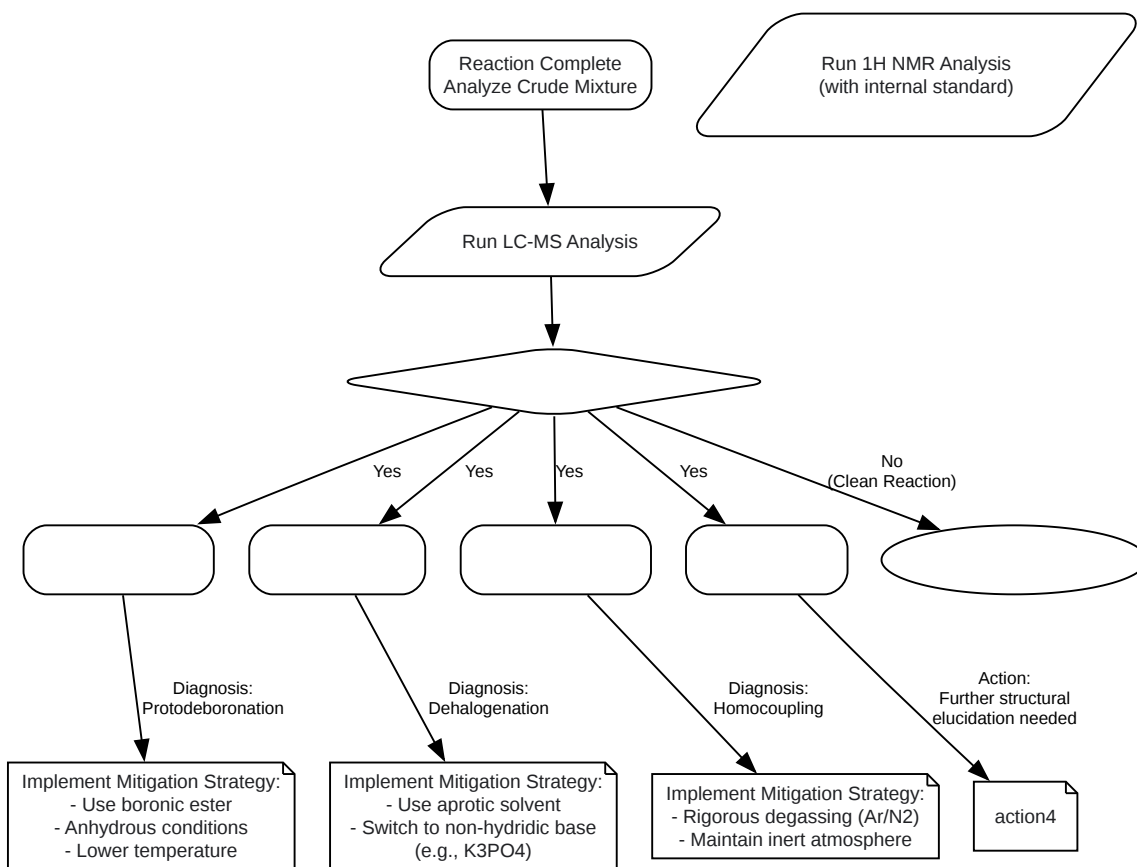 Reaction Complete
Analyze Crude Mixture
Run 1H NMR Analysis
(with internal standard)
Run LC-MS Analysis
Yes
Yes
Yes
Yes
No
(Clean Reaction)
Diagnosis:
Protodeboronation
Diagnosis:
Dehalogenation
Diagnosis:
Homocoupling
Action:
Further structural
elucidation needed
Implement Mitigation Strategy:
- Use boronic ester
- Anhydrous conditions
- Lower temperature
Implement Mitigation Strategy:
- Use aprotic solvent
- Switch to non-hydridic base
(e.g., K3PO4)
Implement Mitigation Strategy:
- Rigorous degassing (Ar/N2)
- Maintain inert atmosphere
action4